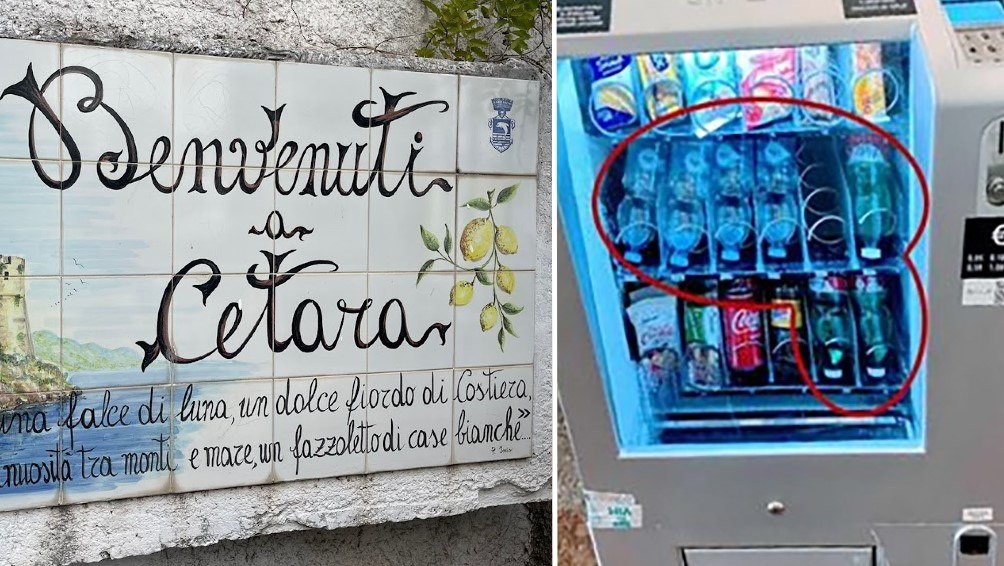 Benvenuti
a
Cetara
una falce di luna, un dolce fiordo di Costiera,
nuosità tra monti e mare, un fazzoletto di case bianche”...
Coca
€